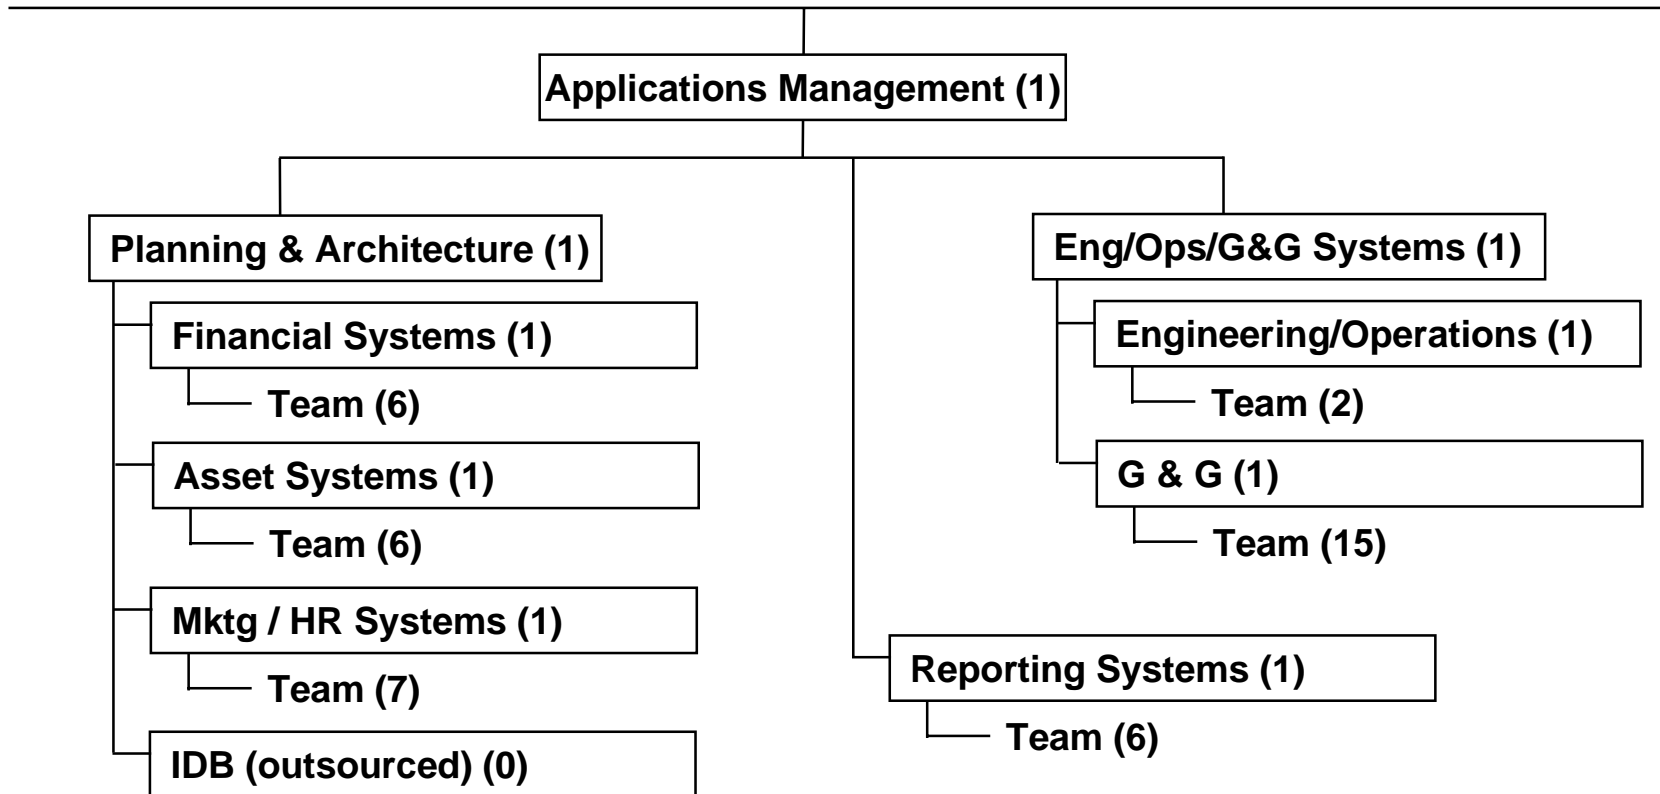 Applications Management (1)
Planning & Architecture (1)
Financial Systems (1)
Team (6)
Asset Systems (1)
Team (6)
Mktg / HR Systems (1)
Team (7)
IDB (outsourced) (0)
Eng/Ops/G&G Systems (1)
Engineering/Operations (1)
Team (2)
G & G (1)
Team (15)
Reporting Systems (1)
Team (6)